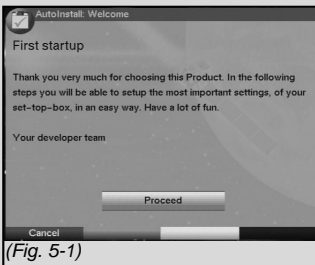 AutoInstall: Welcome
First startup
Thank you very much for choosing this Product. In the following
steps you will be able to setup the most important settings, of your
set-top-box, in an easy way. Have a lot of fun.
Your developer team
Proceed
Cancel
(Fig. 5-1)